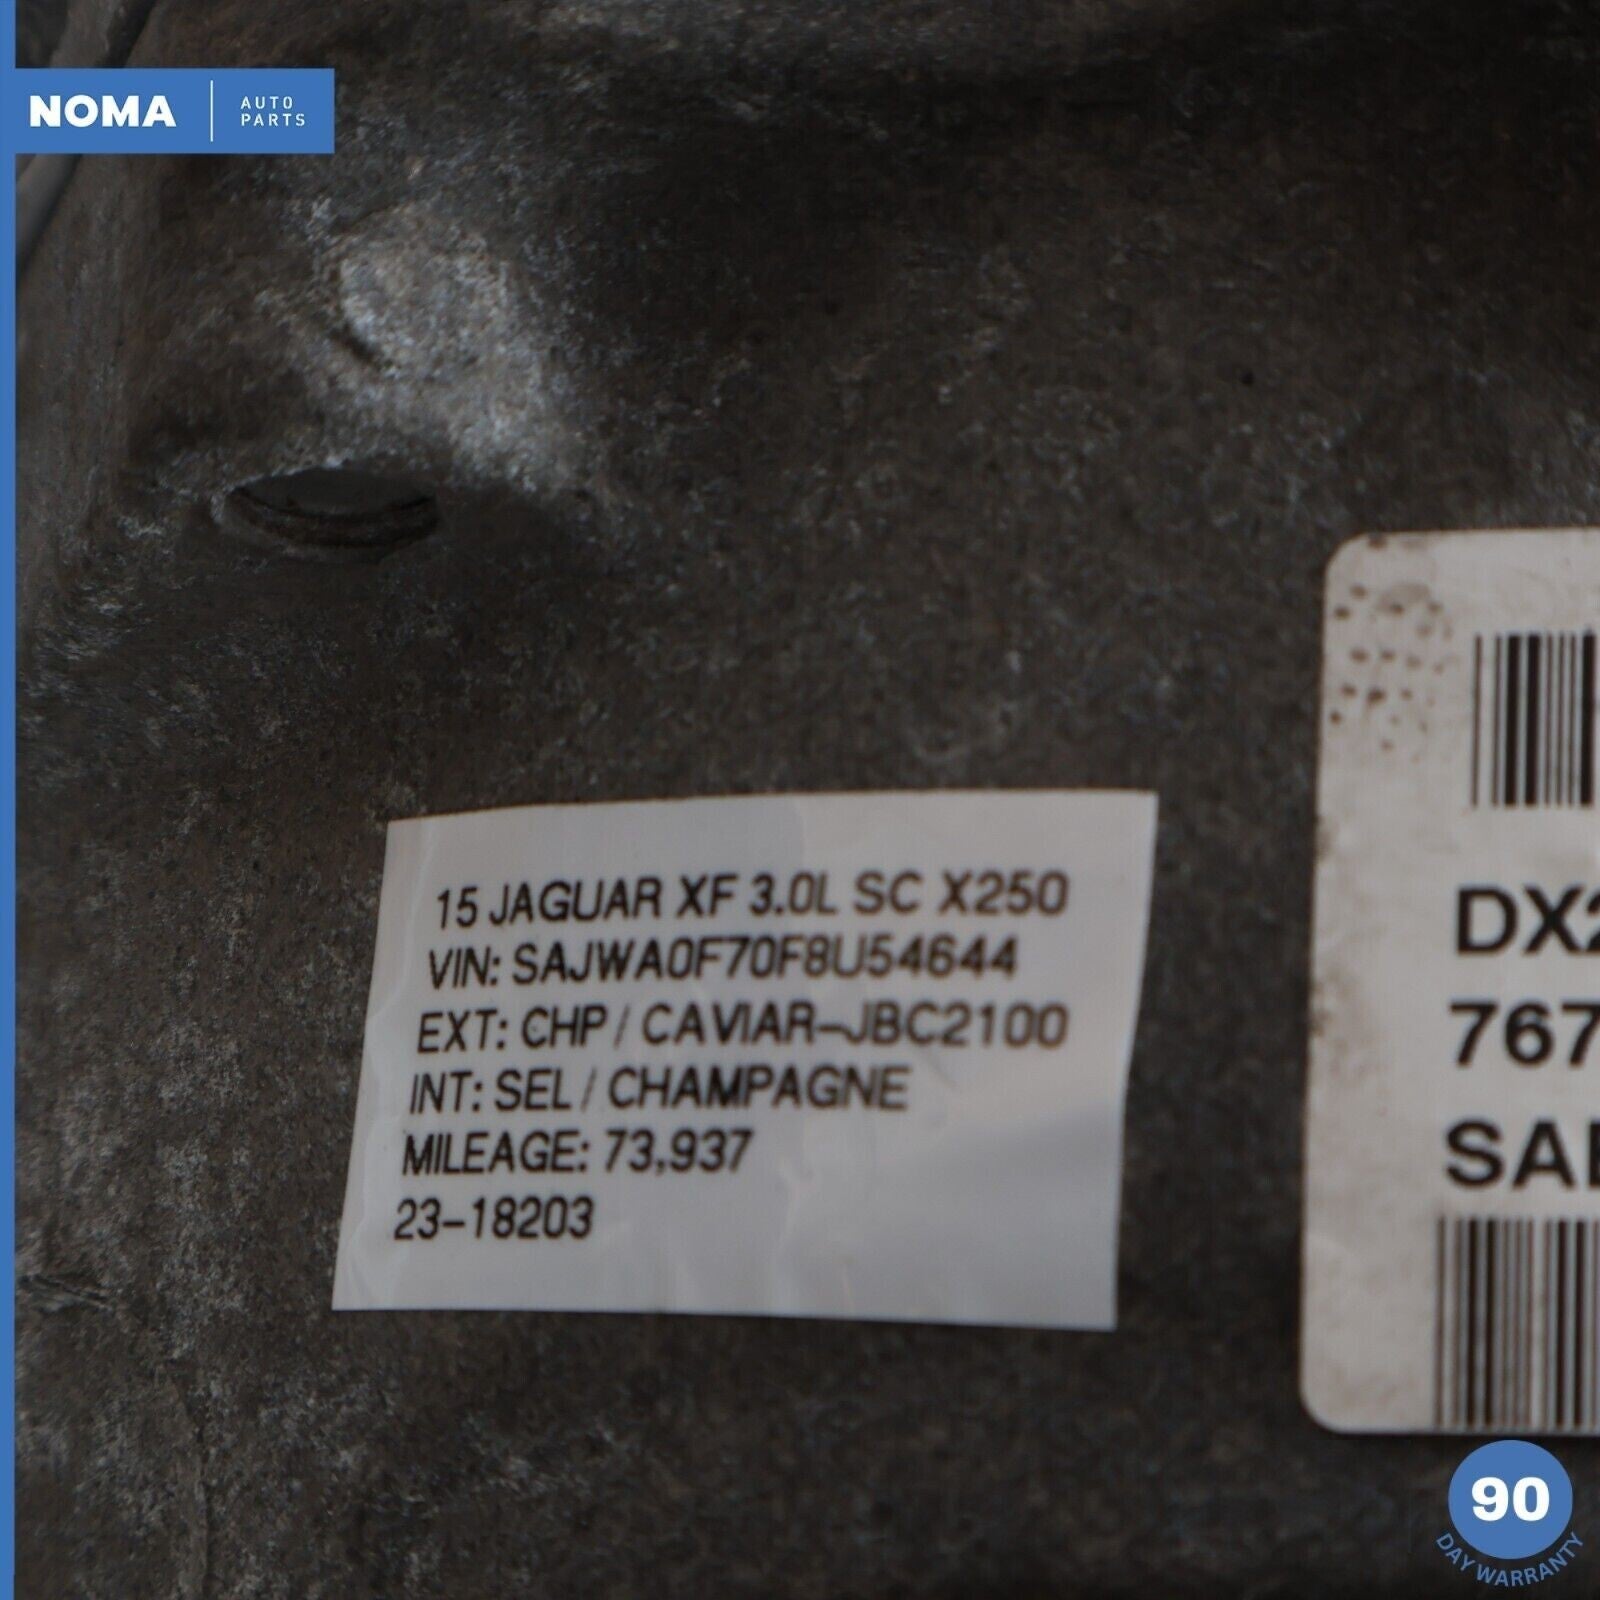 NOMA
AUTO
PARTS
15 JAGUAR XF 3.0L SC X250
VIN: SAJWA0F70F8U54644
EXT: CHP / CAVIAR-JBC2100
INT: SEL / CHAMPAGNE
MILEAGE: 73,937
23-18203
DX2
767
SAE
90
DAY WARRANTY